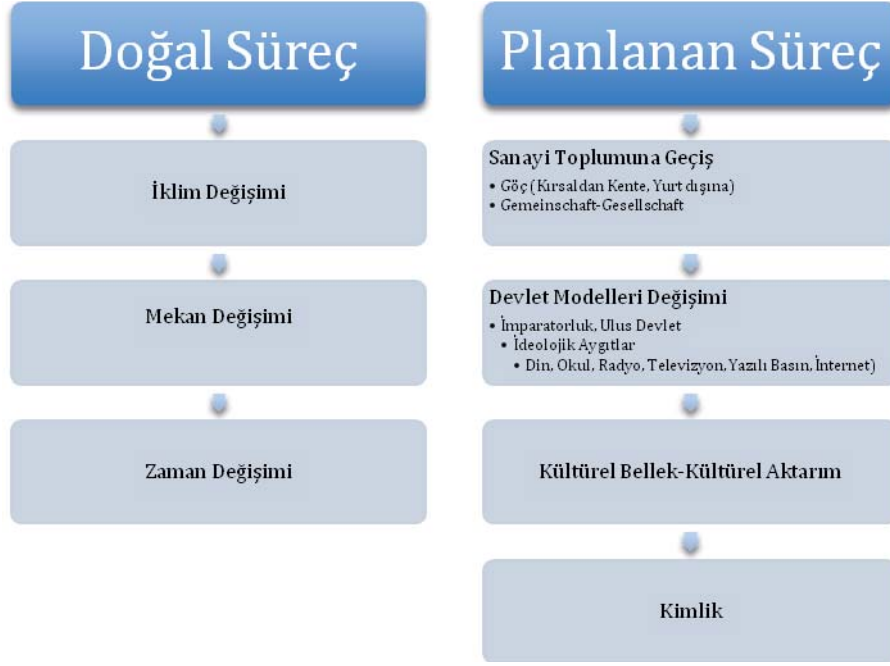 Doğal Süreç
İklim Değişimi
Mekan Değişimi
Zaman Değişimi
Planlanan Süreç
Sanayi Toplumuna Geçiş
• Göç (Kırsaldan Kente, Yurt dışına)
• Gemeinschaft-Gesellschaft
Devlet Modelleri Değişimi
• İmparatorluk, Ulus Devlet
• İdeolojik Aygıtlar
• Din, Okul, Radyo, Televizyon, Yazılı Basın, İnternet)
Kültürel Bellek-Kültürel Aktarım
Kimlik